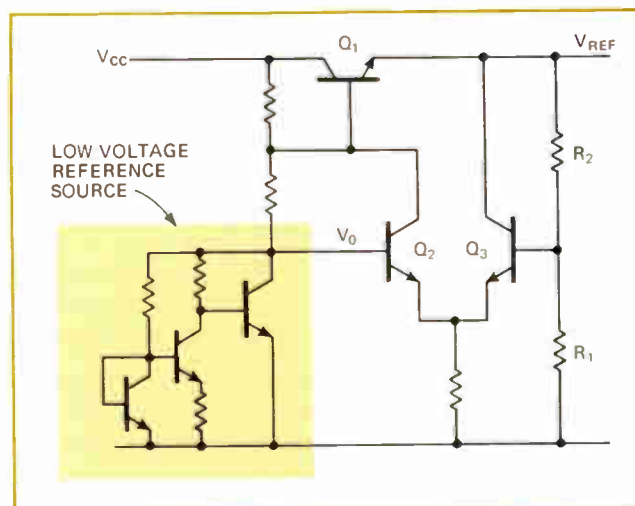 Q1
VCC
VREF
LOW VOLTAGE
REFERENCE
SOURCE
R2
V0
Q2
Q3
R1